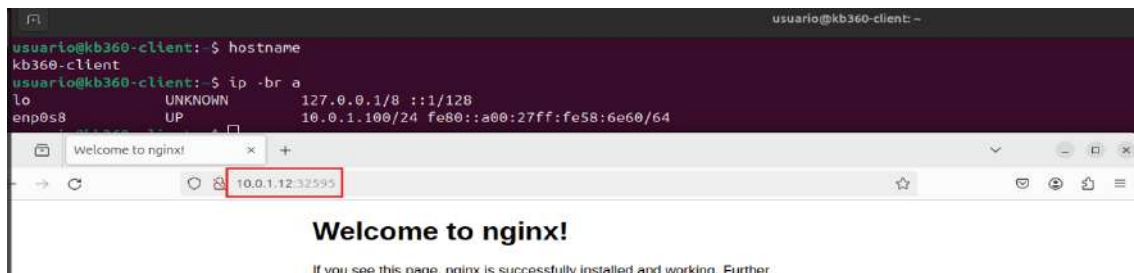 usuario@kb360-client: ~
usuario@kb360-client:~$ hostname
kb360-client
usuario@kb360-client:~$ ip -br a
lo UNKNOWN 127.0.0.1/8 ::1/128
enp0s8 UP 10.0.1.100/24 fe80::a00:27ff:fe58:6e60/64
Welcome to nginx!
10.0.1.12:32595
Welcome to nginx!
If you see this page, nginx is successfully installed and working. Further